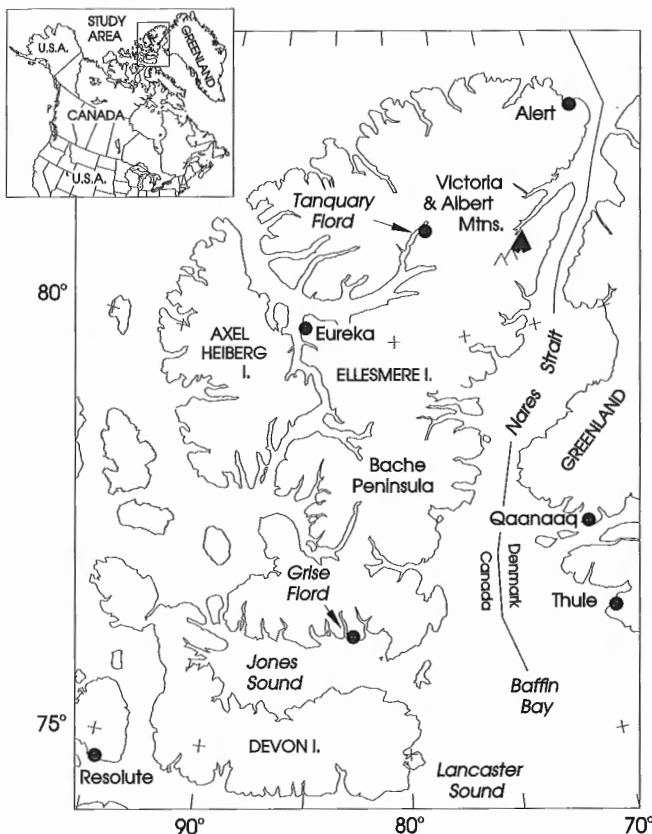 STUDY
AREA
U.S.A.
GREENLAND
CANADA
U.S.A.
Alert
Victoria
& Albert
Mtns.
Tanquary
Fiord
80°
Eureka
AXEL
HEIBERG
I.
ELLESMERE I.
Nares Strait
GREENLAND
Bache
Peninsula
Qaanaaq
Denmark
Canada
Grise
Fiord
Thule
Jones
Sound
Baffin
Bay
75°
DEVON I.
Resolute
Lancaster
Sound
90°
80°
70°